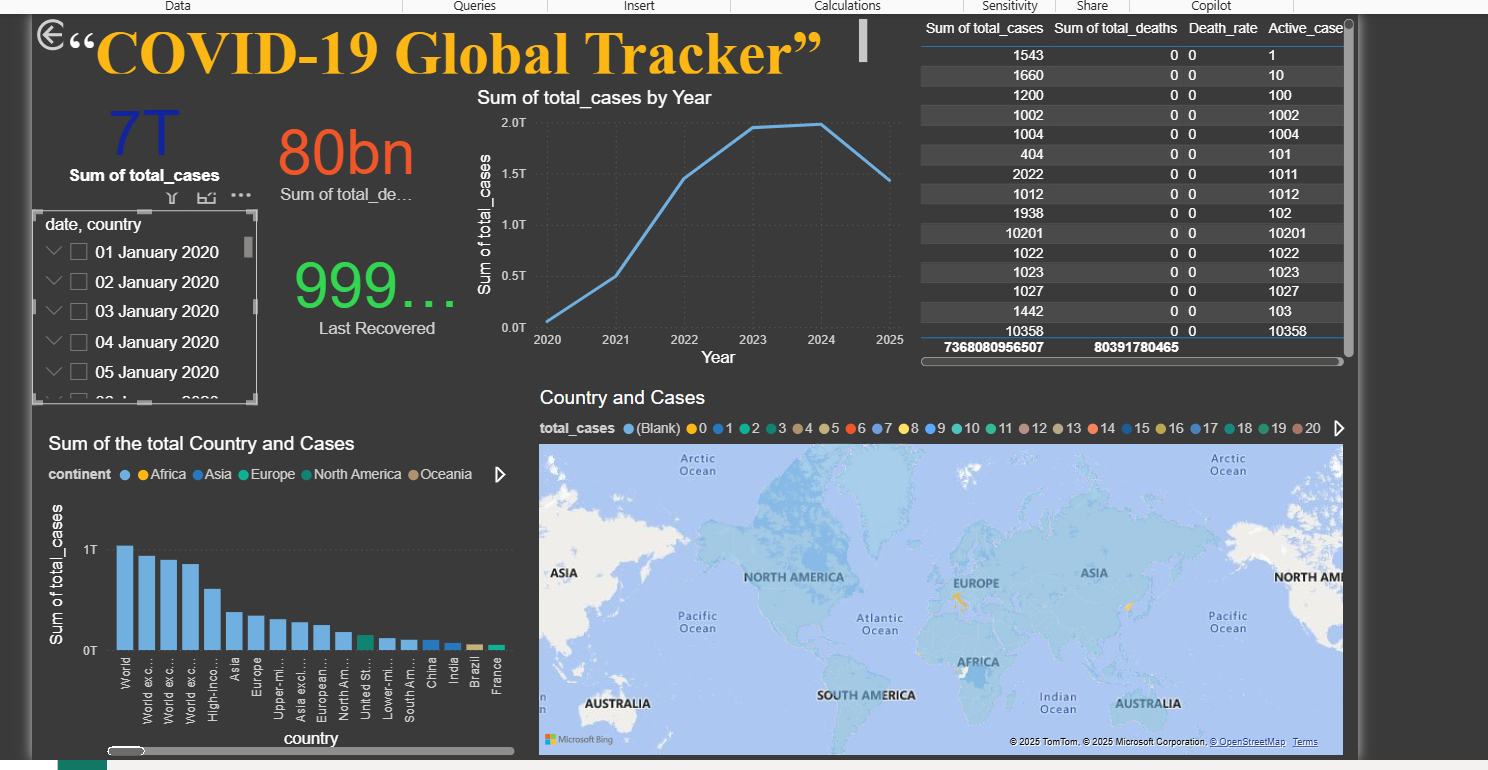 Data Queries Insert Calculations Sensitivity Share Copilot
“COVID-19 Global Tracker”
7T
Sum of total_cases
80bn
Sum of total_de...
999...
Last Recovered
date, country
01 January 2020
02 January 2020
03 January 2020
04 January 2020
05 January 2020
Sum of total_cases by Year
Sum of total_cases
2.0T
1.5T
1.0T
0.5T
0.0T
2020 2021 2022 2023 2024 2025
Year
Sum of total_cases Sum of total_deaths Death_rate Active_case
1543 0 0 1
1660 0 0 10
1200 0 0 100
1002 0 0 1002
1004 0 0 1004
404 0 0 101
2022 0 0 1011
1012 0 0 1012
1938 0 0 102
10201 0 0 10201
1022 0 0 1022
1023 0 0 1023
1027 0 0 1027
1442 0 0 103
10358 0 0 10358
7368080956507 80391780465
Sum of the total Country and Cases
continent Africa Asia Europe North America Oceania
Sum of total_cases
1T
0T
World
World exc...
World exc...
World exc...
High-inco...
Asia
Europe
Upper-mi...
Asia excl...
European...
North Am...
United St...
Lower-mi...
South Am...
China
India
Brazil
France
country
Country and Cases
total_cases (Blank) 0 1 2 3 4 5 6 7 8 9 10 11 12 13 14 15 16 17 18 19 20
Arctic Ocean
Arctic Ocean
ASIA
NORTH AMERICA
EUROPE
ASIA
NORTH AM
Pacific Ocean
Atlantic Ocean
Pacific Ocean
AFRICA
SOUTH AMERICA
Indian Ocean
AUSTRALIA
AUSTRALIA
Microsoft Bing
© 2025 TomTom, © 2025 Microsoft Corporation, © OpenStreetMap Terms